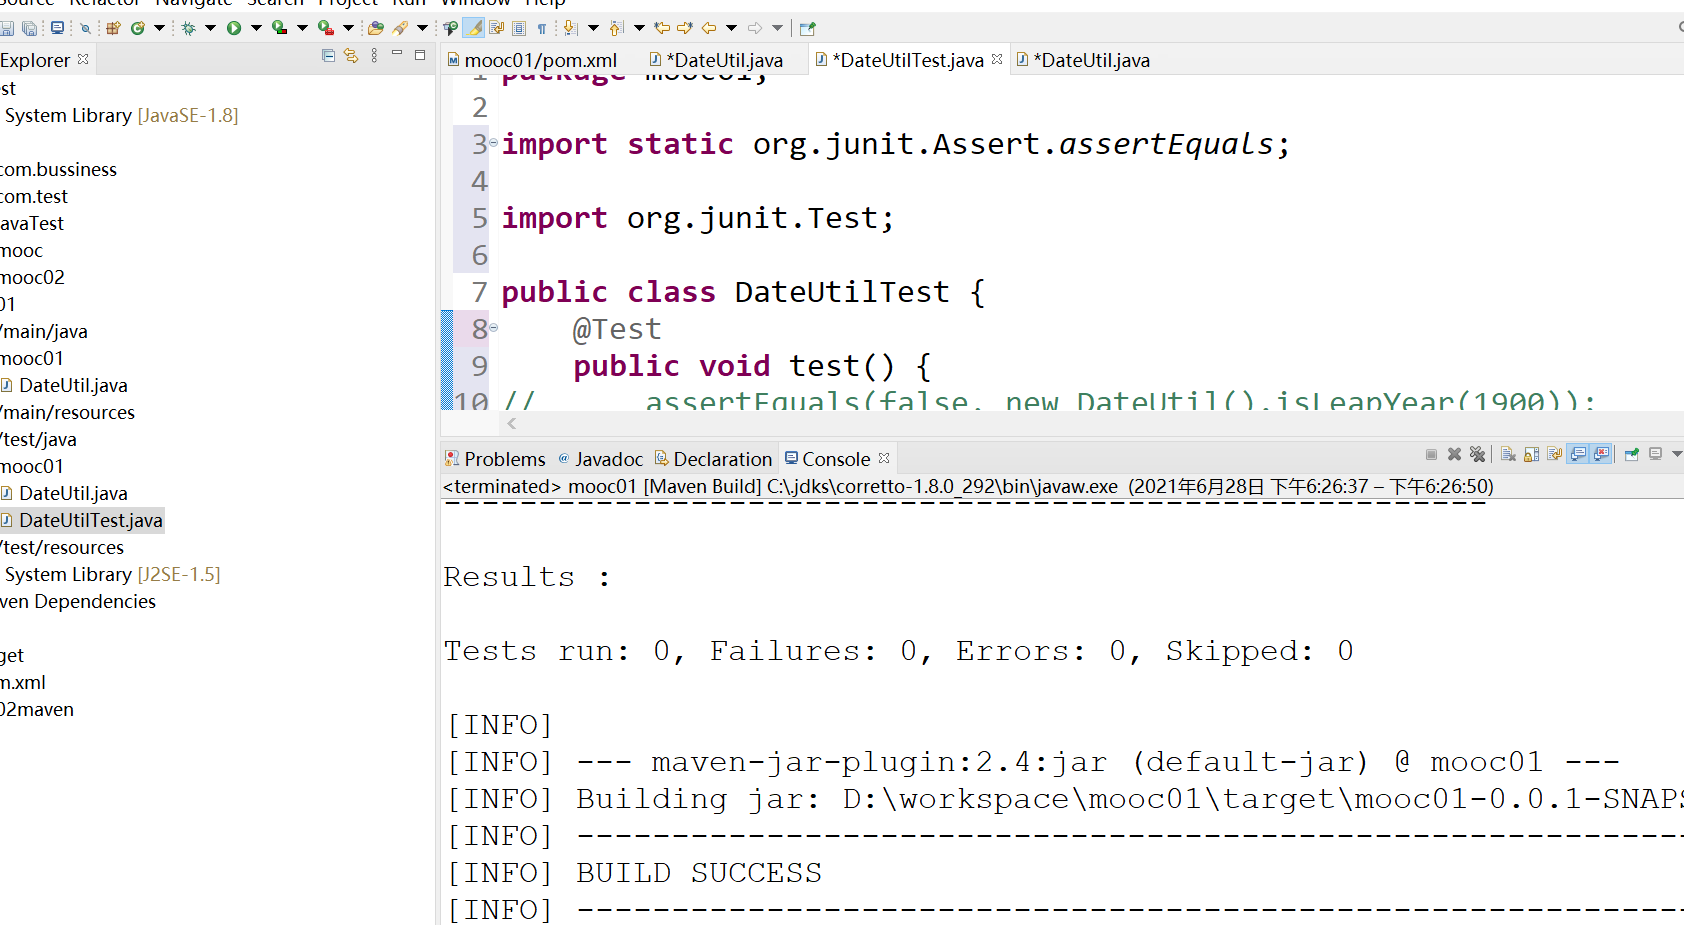 Source Refactor Navigate Search Project Run Window Help
Explorer
st
System Library [JavaSE-1.8]
com.bussiness
com.test
avaTest
mooc
mooc02
01
/main/java
mooc01
DateUtil.java
/main/resources
/test/java
mooc01
DateUtil.java
DateUtilTest.java
/test/resources
System Library [J2SE-1.5]
ven Dependencies
get
m.xml
02maven
mooc01/pom.xml *DateUtil.java *DateUtilTest.java *DateUtil.java
1 package mooc01;
2
3 import static org.junit.Assert.assertEquals;
4
5 import org.junit.Test;
6
7 public class DateUtilTest {
8 @Test
9 public void test() {
10 // assertEquals(false, new DateUtil().isLeapYear(1900));
Problems Javadoc Declaration Console
<terminated> mooc01 [Maven Build] C:\.jdks\corretto-1.8.0_292\bin\javaw.exe (2021年6月28日 下午6:26:37 – 下午6:26:50)
-------------------------------------------------------
Results :
Tests run: 0, Failures: 0, Errors: 0, Skipped: 0
[INFO]
[INFO] --- maven-jar-plugin:2.4:jar (default-jar) @ mooc01 ---
[INFO] Building jar: D:\workspace\mooc01\target\mooc01-0.0.1-SNAPS
[INFO] ----------------------------------------------------------
[INFO] BUILD SUCCESS
[INFO] ----------------------------------------------------------